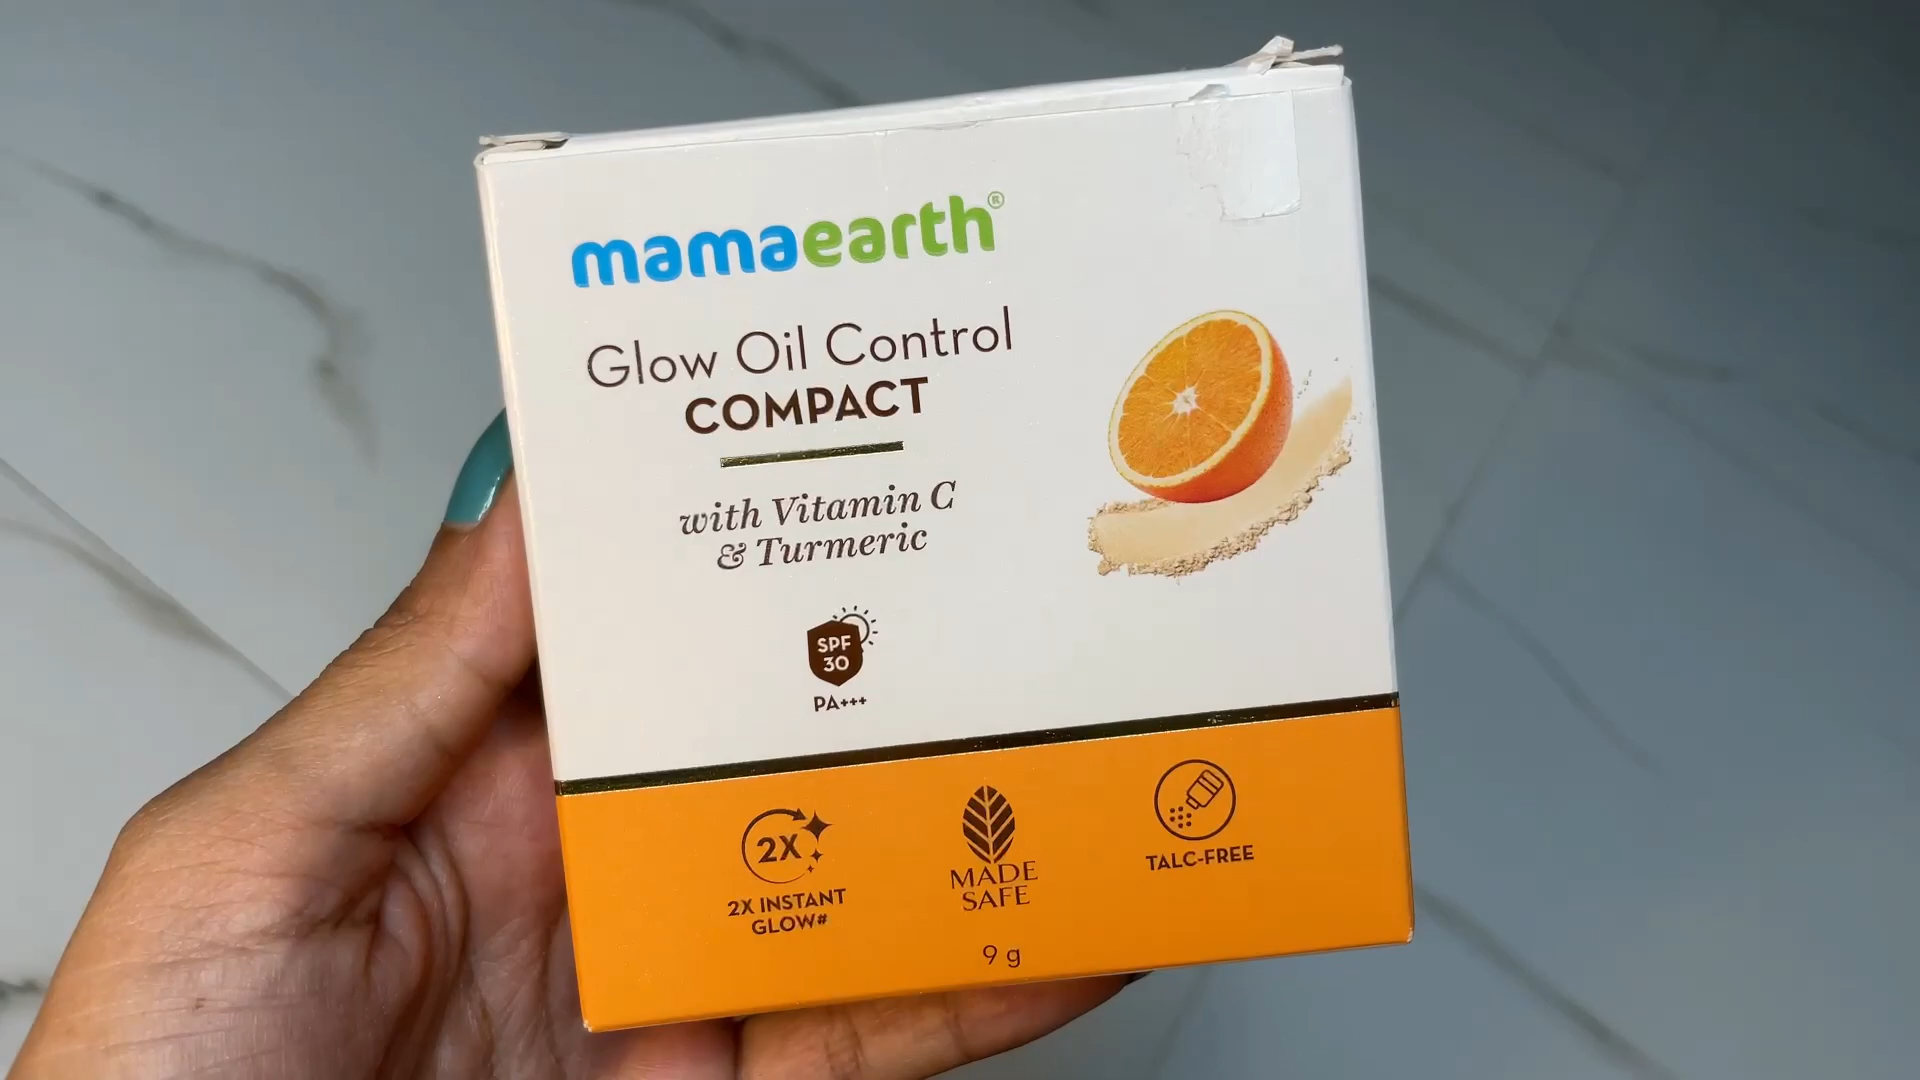 mamaearth®
Glow Oil Control
COMPACT
with Vitamin C
& Turmeric
SPF
30
PA+++
2X
2X INSTANT
GLOW#
MADE
SAFE
TALC-FREE
9 g